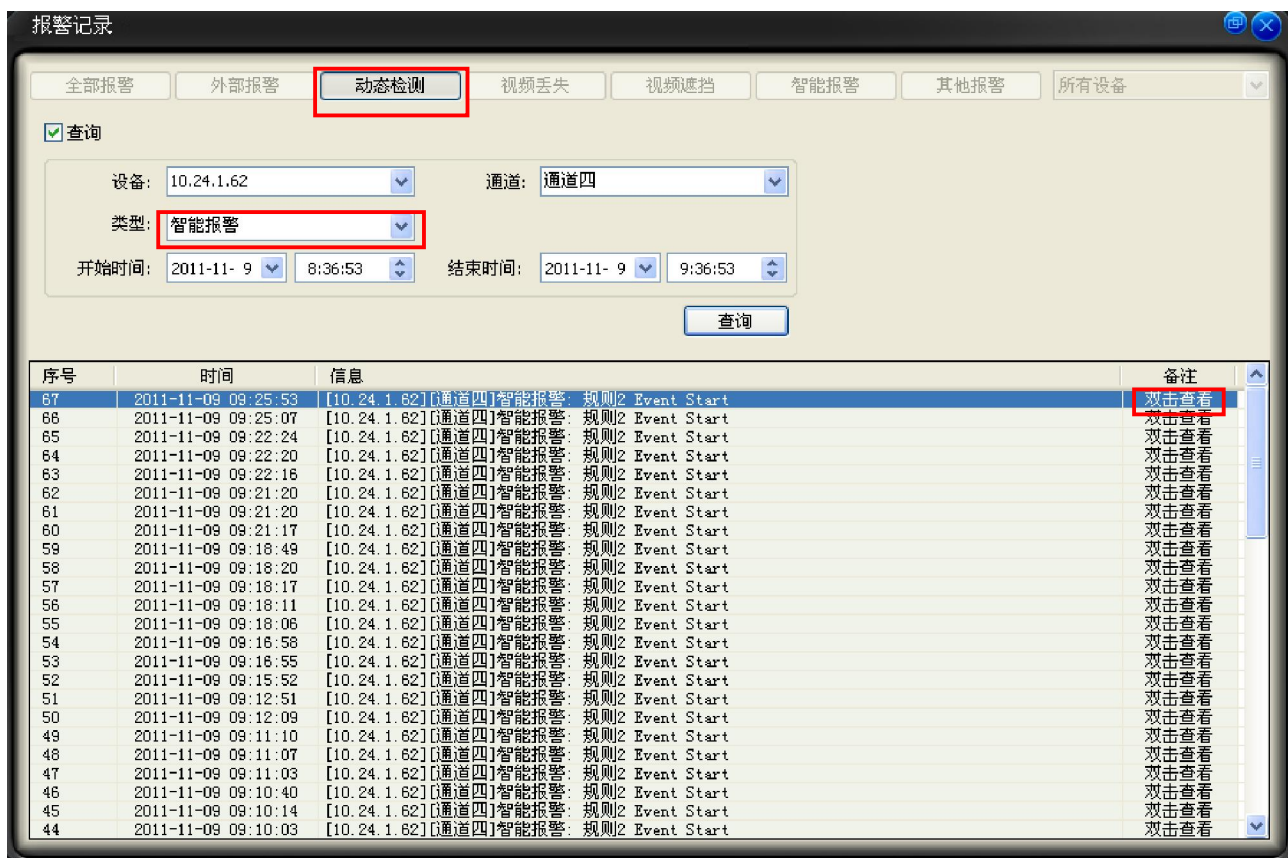 报警记录
全部报警 外部报警 动态检测 视频丢失 视频遮挡 智能报警 其他报警 所有设备
查询
设备: 10.24.1.62 通道: 通道四
类型: 智能报警
开始时间: 2011-11- 9 8:36:53 结束时间: 2011-11- 9 9:36:53
查询
序号 时间 信息 备注
67 2011-11-09 09:25:53 [10.24.1.62][通道四]智能报警: 规则2 Event Start 双击查看
66 2011-11-09 09:25:07 [10.24.1.62][通道四]智能报警: 规则2 Event Start 双击查看
65 2011-11-09 09:22:24 [10.24.1.62][通道四]智能报警: 规则2 Event Start 双击查看
64 2011-11-09 09:22:20 [10.24.1.62][通道四]智能报警: 规则2 Event Start 双击查看
63 2011-11-09 09:22:16 [10.24.1.62][通道四]智能报警: 规则2 Event Start 双击查看
62 2011-11-09 09:21:20 [10.24.1.62][通道四]智能报警: 规则2 Event Start 双击查看
61 2011-11-09 09:21:20 [10.24.1.62][通道四]智能报警: 规则2 Event Start 双击查看
60 2011-11-09 09:21:17 [10.24.1.62][通道四]智能报警: 规则2 Event Start 双击查看
59 2011-11-09 09:18:49 [10.24.1.62][通道四]智能报警: 规则2 Event Start 双击查看
58 2011-11-09 09:18:20 [10.24.1.62][通道四]智能报警: 规则2 Event Start 双击查看
57 2011-11-09 09:18:17 [10.24.1.62][通道四]智能报警: 规则2 Event Start 双击查看
56 2011-11-09 09:18:11 [10.24.1.62][通道四]智能报警: 规则2 Event Start 双击查看
55 2011-11-09 09:18:06 [10.24.1.62][通道四]智能报警: 规则2 Event Start 双击查看
54 2011-11-09 09:16:58 [10.24.1.62][通道四]智能报警: 规则2 Event Start 双击查看
53 2011-11-09 09:16:55 [10.24.1.62][通道四]智能报警: 规则2 Event Start 双击查看
52 2011-11-09 09:15:52 [10.24.1.62][通道四]智能报警: 规则2 Event Start 双击查看
51 2011-11-09 09:12:51 [10.24.1.62][通道四]智能报警: 规则2 Event Start 双击查看
50 2011-11-09 09:12:09 [10.24.1.62][通道四]智能报警: 规则2 Event Start 双击查看
49 2011-11-09 09:11:10 [10.24.1.62][通道四]智能报警: 规则2 Event Start 双击查看
48 2011-11-09 09:11:07 [10.24.1.62][通道四]智能报警: 规则2 Event Start 双击查看
47 2011-11-09 09:11:03 [10.24.1.62][通道四]智能报警: 规则2 Event Start 双击查看
46 2011-11-09 09:10:40 [10.24.1.62][通道四]智能报警: 规则2 Event Start 双击查看
45 2011-11-09 09:10:14 [10.24.1.62][通道四]智能报警: 规则2 Event Start 双击查看
44 2011-11-09 09:10:03 [10.24.1.62][通道四]智能报警: 规则2 Event Start 双击查看